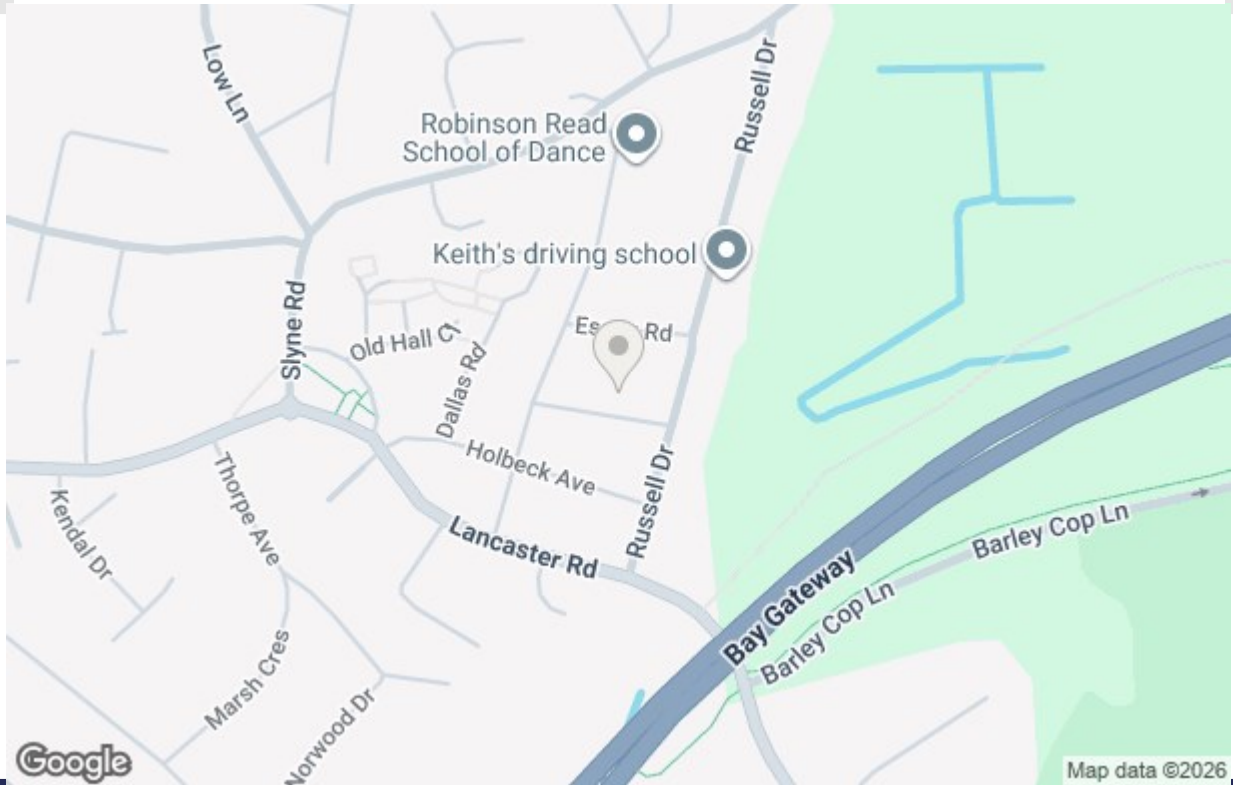 Low Ln
Robinson Read
School of Dance
Russell Dr
Keith's driving school
Slyne Rd
Old Hall Cl
Rd
Dallas Rd
Holbeck Ave
Thorpe Ave
Kendal Dr
Lancaster Rd
Russell Dr
Barley Cop Ln
Bay Gateway
Barley Cop Ln
Marsh Cres
Norwood Dr
Google
Map data ©2026